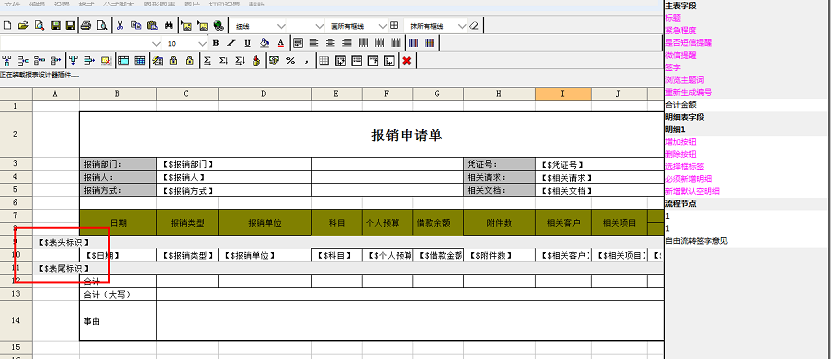 细线
画所有框线
抹所有框线
10
B I U A
Σ Σ Σ % ,
正在装载报表设计器插件....
A B C D E F G H I J
1
2 报销申请单
3 报销部门： 【$报销部门】 凭证号： 【$凭证号】
4 报销人： 【$报销人】 相关请求： 【$相关请求】
5 报销方式： 【$报销方式】 相关文档： 【$相关文档】
6
7
8
日期 报销类型 报销单位 科目 个人预算 借款余额 附件数 相关客户 相关项目
9 【$表头标识】
10 【$日期】 【$报销类型】 【$报销单位】 【$科目】 【$个人预算 【$借款余额 【$附件数】 【$相关客户】 【$相关项目】
11 【$表尾标识】
12 合计
13 合计（大写）
14 事由
15
主表字段
标题
紧急程度
是否短信提醒
微信提醒
签字
浏览主题词
重新生成编号
合计金额
明细表字段
明细1
增加按钮
删除按钮
选择框标签
必须新增明细
新增默认空明细
流程节点
1
1
自由流转签字意见